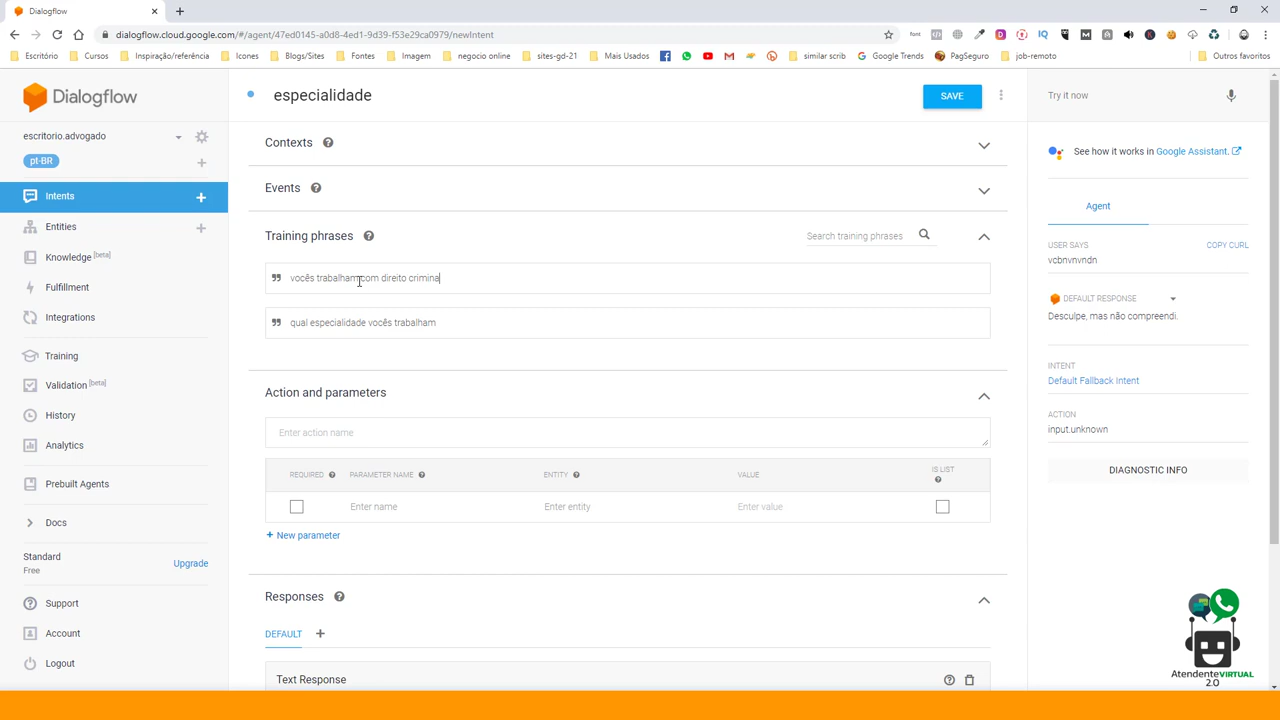 Dialogflow
dialogflow.cloud.google.com/#/agent/47ed0145-a0d8-4ed1-9d39-f53e29ca0979/newIntent
Escritório
Cursos
Inspiração/referência
Icones
Blogs/Sites
Fontes
Imagem
negocio online
sites-gd-21
Mais Usados
similar scrib
Google Trends
PagSeguro
job-remoto
Outros favoritos
Dialogflow
especialidade
SAVE
Try it now
escritorio.advogado
pt-BR
Contexts
See how it works in Google Assistant.
Intents
Events
Agent
Entities
Training phrases
Search training phrases
USER SAYS
COPY CURL
Knowledge [beta]
vcbnvnvndn
vocês trabalham com direito crimina
Fulfillment
DEFAULT RESPONSE
Integrations
qual especialidade vocês trabalham
Desculpe, mas não compreendi.
Training
INTENT
Validation [beta]
Default Fallback Intent
Action and parameters
History
ACTION
Enter action name
input.unknown
Analytics
REQUIRED
PARAMETER NAME
ENTITY
VALUE
IS LIST
DIAGNOSTIC INFO
Prebuilt Agents
Enter name
Enter entity
Enter value
Docs
+ New parameter
Standard
Free
Upgrade
Responses
Support
DEFAULT
Account
Logout
Text Response
AtendenteVIRTUAL
2.0